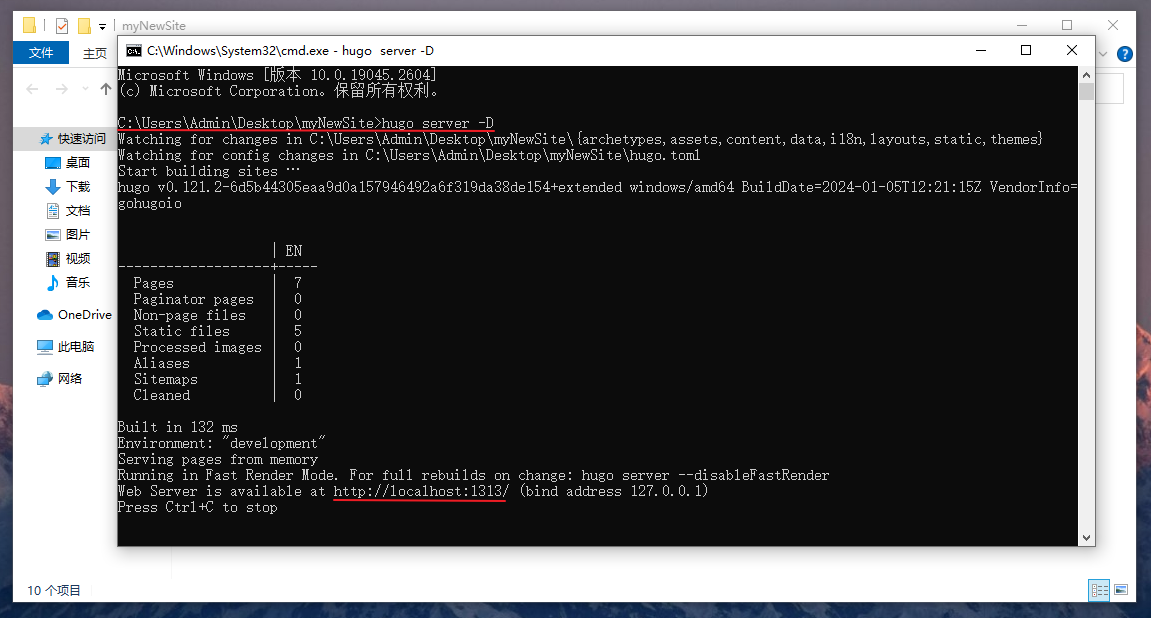 myNewSite
文件
主页
C:\Windows\System32\cmd.exe - hugo  server -D
Microsoft Windows [版本 10.0.19045.2604]
(c) Microsoft Corporation。保留所有权利。
C:\Users\Admin\Desktop\myNewSite>hugo server -D
Watching for changes in C:\Users\Admin\Desktop\myNewSite\{archetypes,assets,content,data,i18n,layouts,static,themes}
Watching for config changes in C:\Users\Admin\Desktop\myNewSite\hugo.toml
Start building sites …
hugo v0.121.2-6d5b44305eaa9d0a157946492a6f319da38de154+extended windows/amd64 BuildDate=2024-01-05T12:21:15Z VendorInfo=
gohugoio
| EN
-------------------+-----
Pages | 7
Paginator pages | 0
Non-page files | 0
Static files | 5
Processed images | 0
Aliases | 1
Sitemaps | 1
Cleaned | 0
Built in 132 ms
Environment: "development"
Serving pages from memory
Running in Fast Render Mode. For full rebuilds on change: hugo server --disableFastRender
Web Server is available at http://localhost:1313/ (bind address 127.0.0.1)
Press Ctrl+C to stop
快速访问
桌面
下载
文档
图片
视频
音乐
OneDrive
此电脑
网络
10 个项目